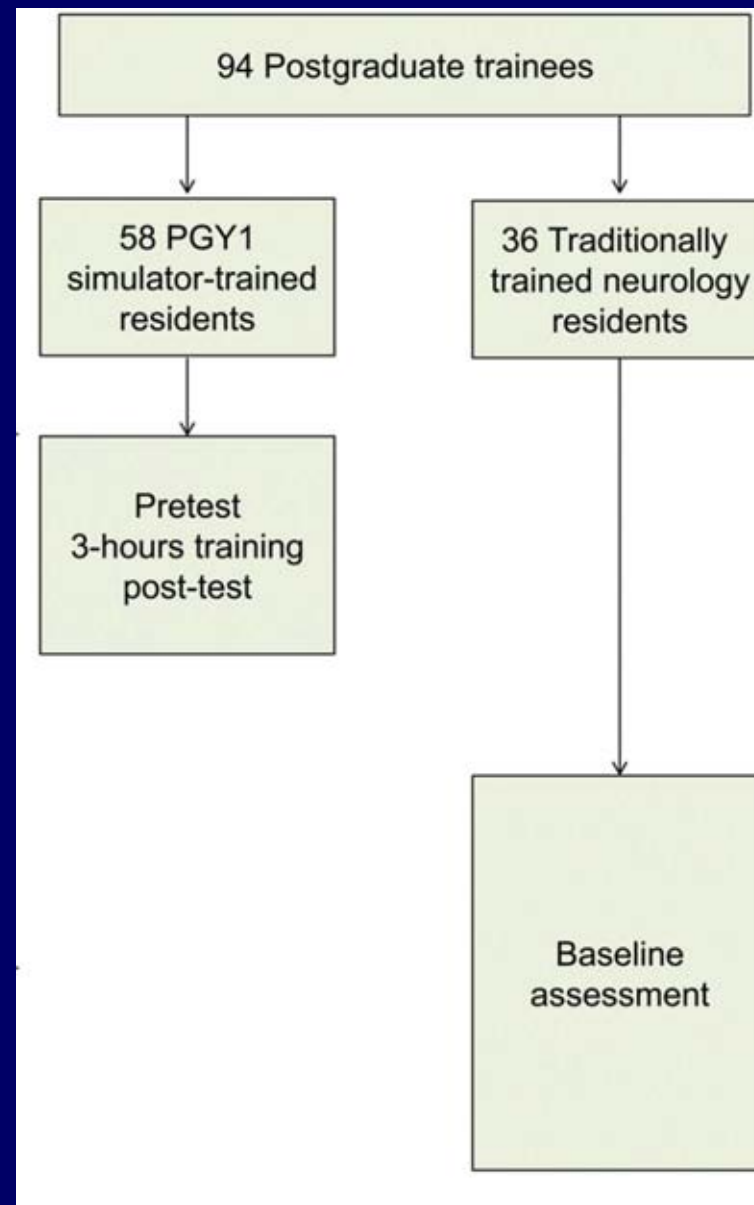 94 Postgraduate trainees
58 PGY1
simulator-trained
residents
36 Traditionally
trained neurology
residents
Pretest
3-hours training
post-test
Baseline
assessment